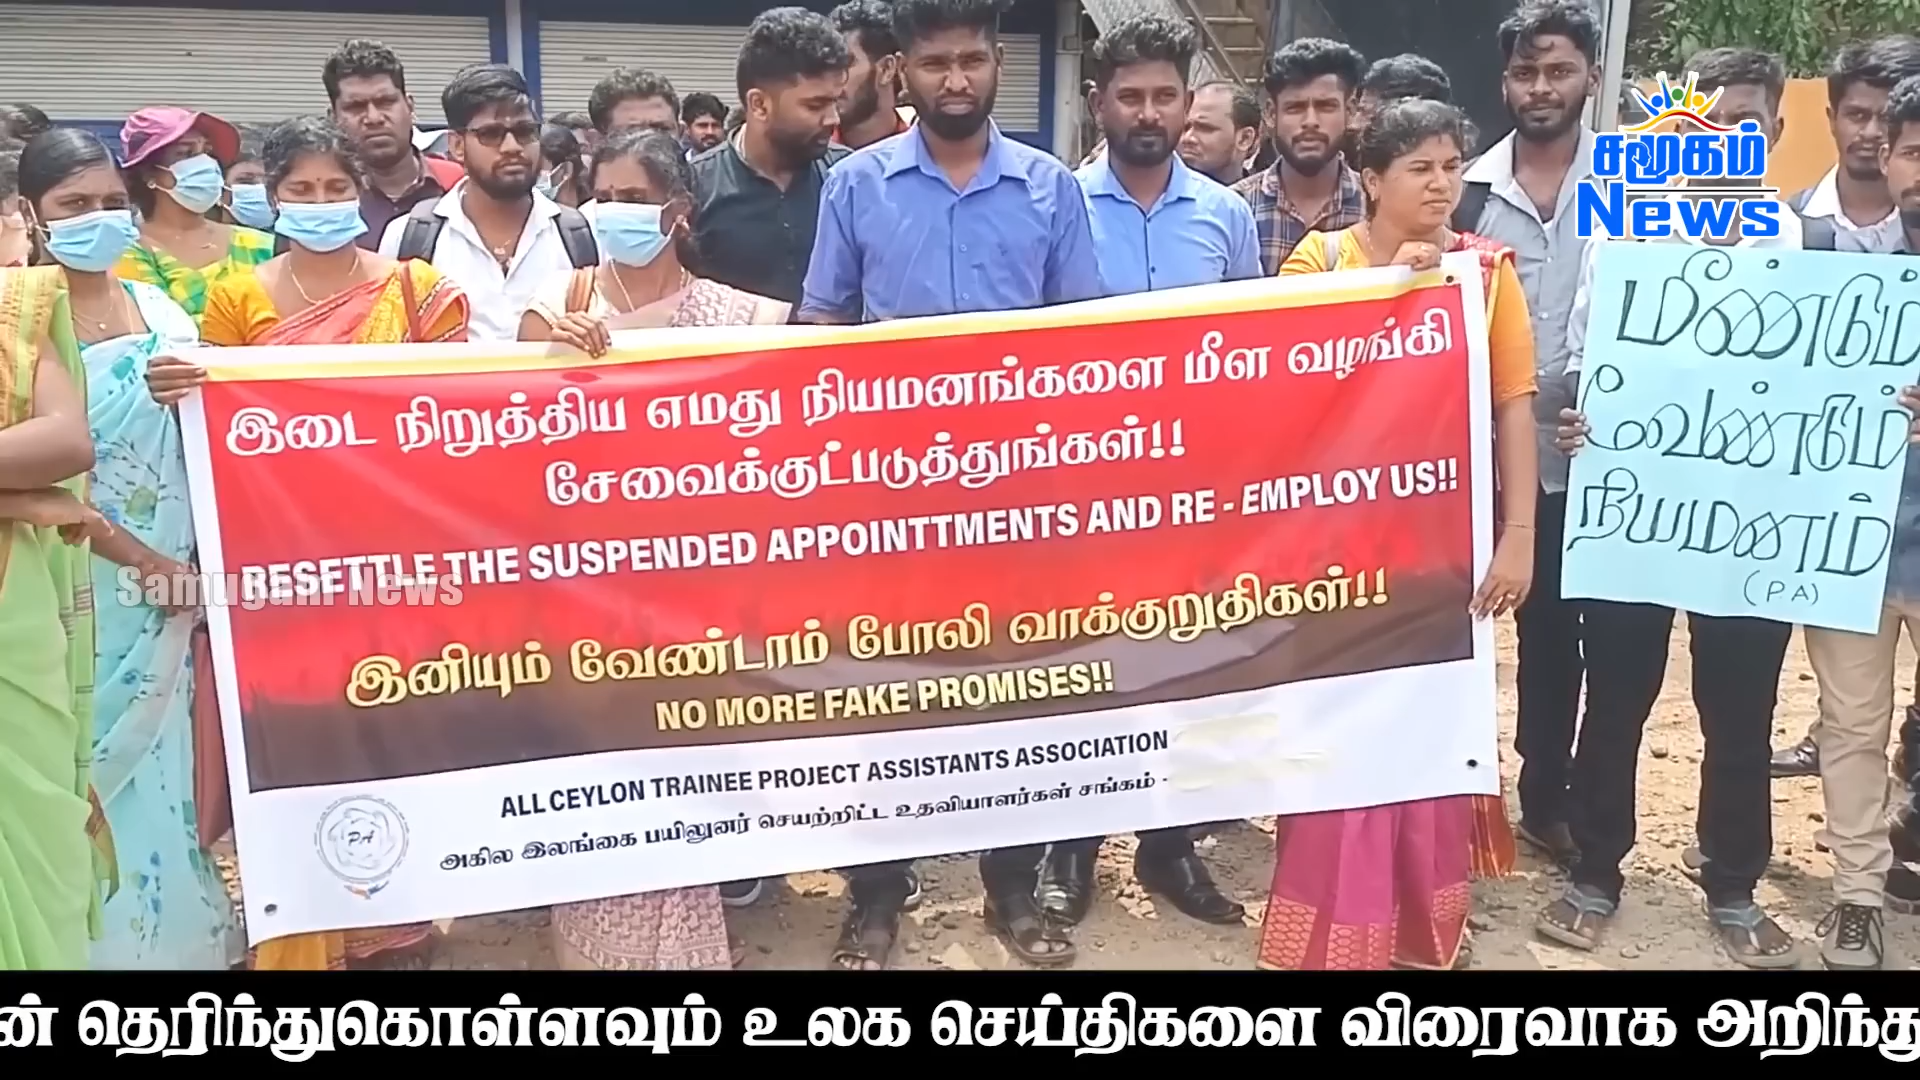 சமூகம்
News
மீண்டும்
வேண்டும்
நியமனம்
(PA)
இடை நிறுத்திய எமது நியமனங்களை மீள வழங்கி
சேவைக்குட்படுத்துங்கள்!!
RESETTLE THE SUSPENDED APPOINTTMENTS AND RE - EMPLOY US!!
Samugam News
இனியும் வேண்டாம் போலி வாக்குறுதிகள்!!
NO MORE FAKE PROMISES!!
ALL CEYLON TRAINEE PROJECT ASSISTANTS ASSOCIATION
அகில இலங்கை பயிலுனர் செயற்றிட்ட உதவியாளர்கள் சங்கம் -
PA
ன் தெரிந்துகொள்ளவும் உலக செய்திகளை விரைவாக அறிந்து